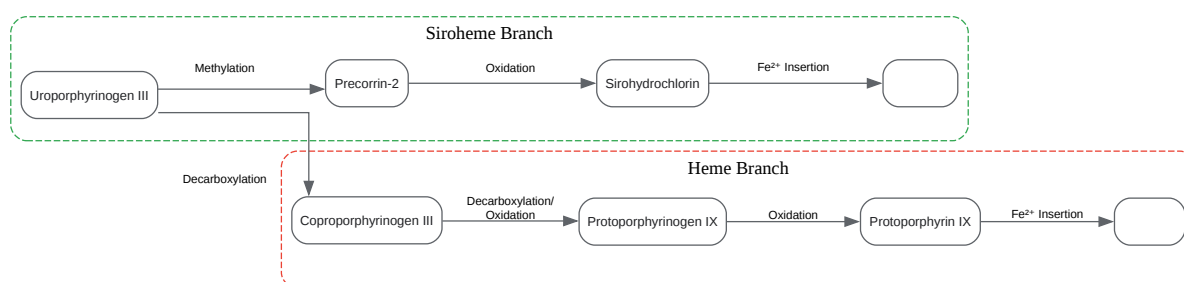 Siroheme Branch
Methylation
Oxidation
Fe²⁺ Insertion
Uroporphyrinogen III
Precorrin-2
Sirohydrochlorin
Heme Branch
Decarboxylation
Decarboxylation/
Oxidation
Oxidation
Fe²⁺ Insertion
Coproporphyrinogen III
Protoporphyrinogen IX
Protoporphyrin IX